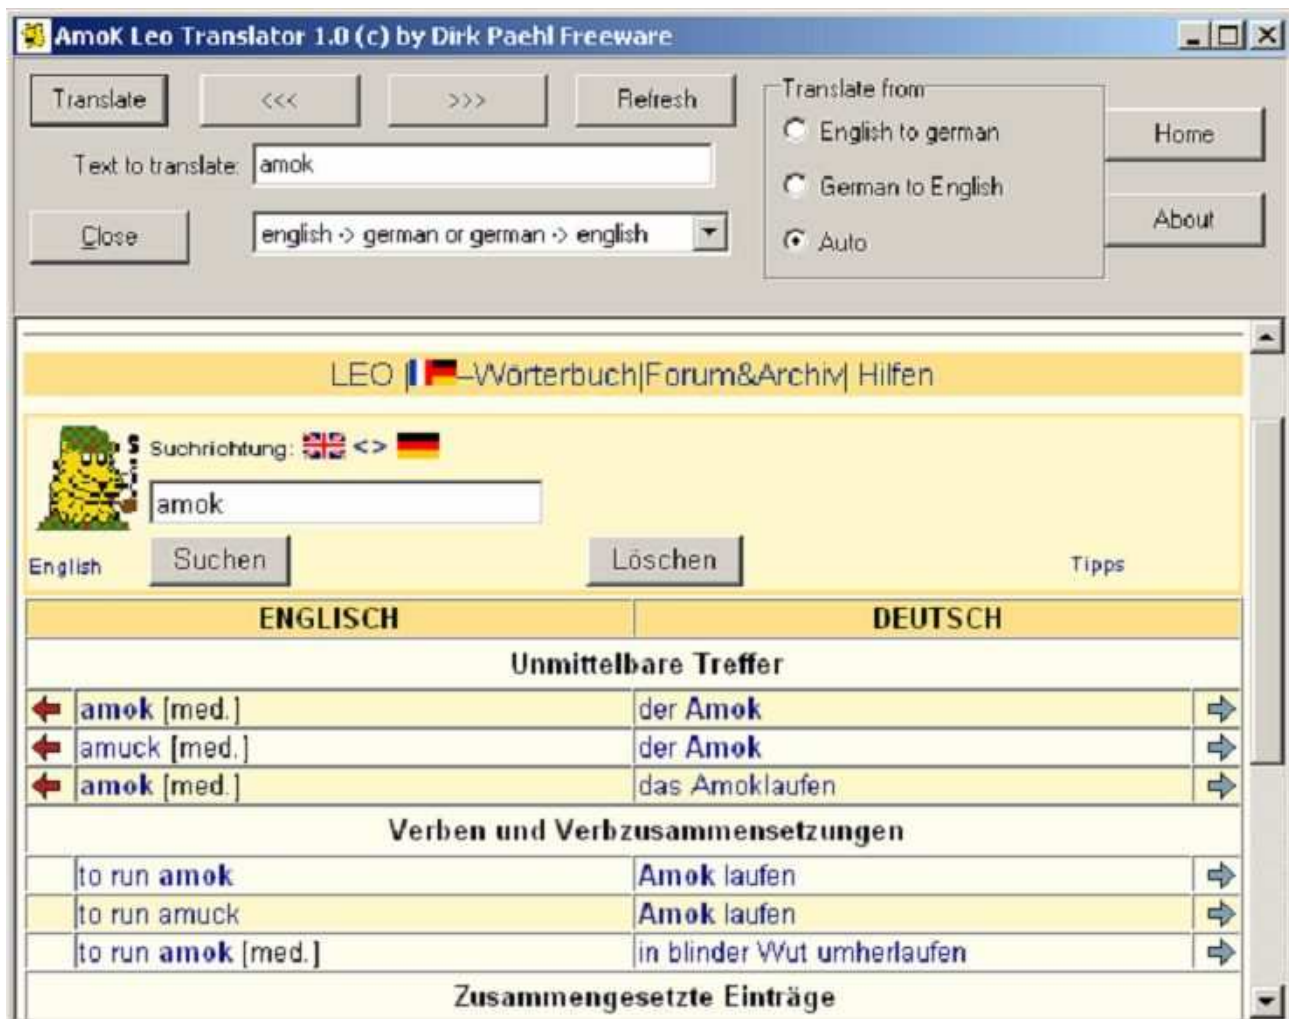 AmoK Leo Translator 1.0 (c) by Dirk Paehl Freeware
Translate <<< >>> Refresh
Translate from
English to german
Home
Text to translate: amok
German to English
Close
english -> german or german -> english
About
Auto
LEO | –Wörterbuch|Forum&Archiv| Hilfen
Suchrichtung: <>
amok
English Suchen Löschen Tipps
ENGLISCH DEUTSCH
Unmittelbare Treffer
amok [med.] der Amok
amuck [med.] der Amok
amok [med.] das Amoklaufen
Verben und Verbzusammensetzungen
to run amok Amok laufen
to run amuck Amok laufen
to run amok [med.] in blinder Wut umherlaufen
Zusammengesetzte Einträge